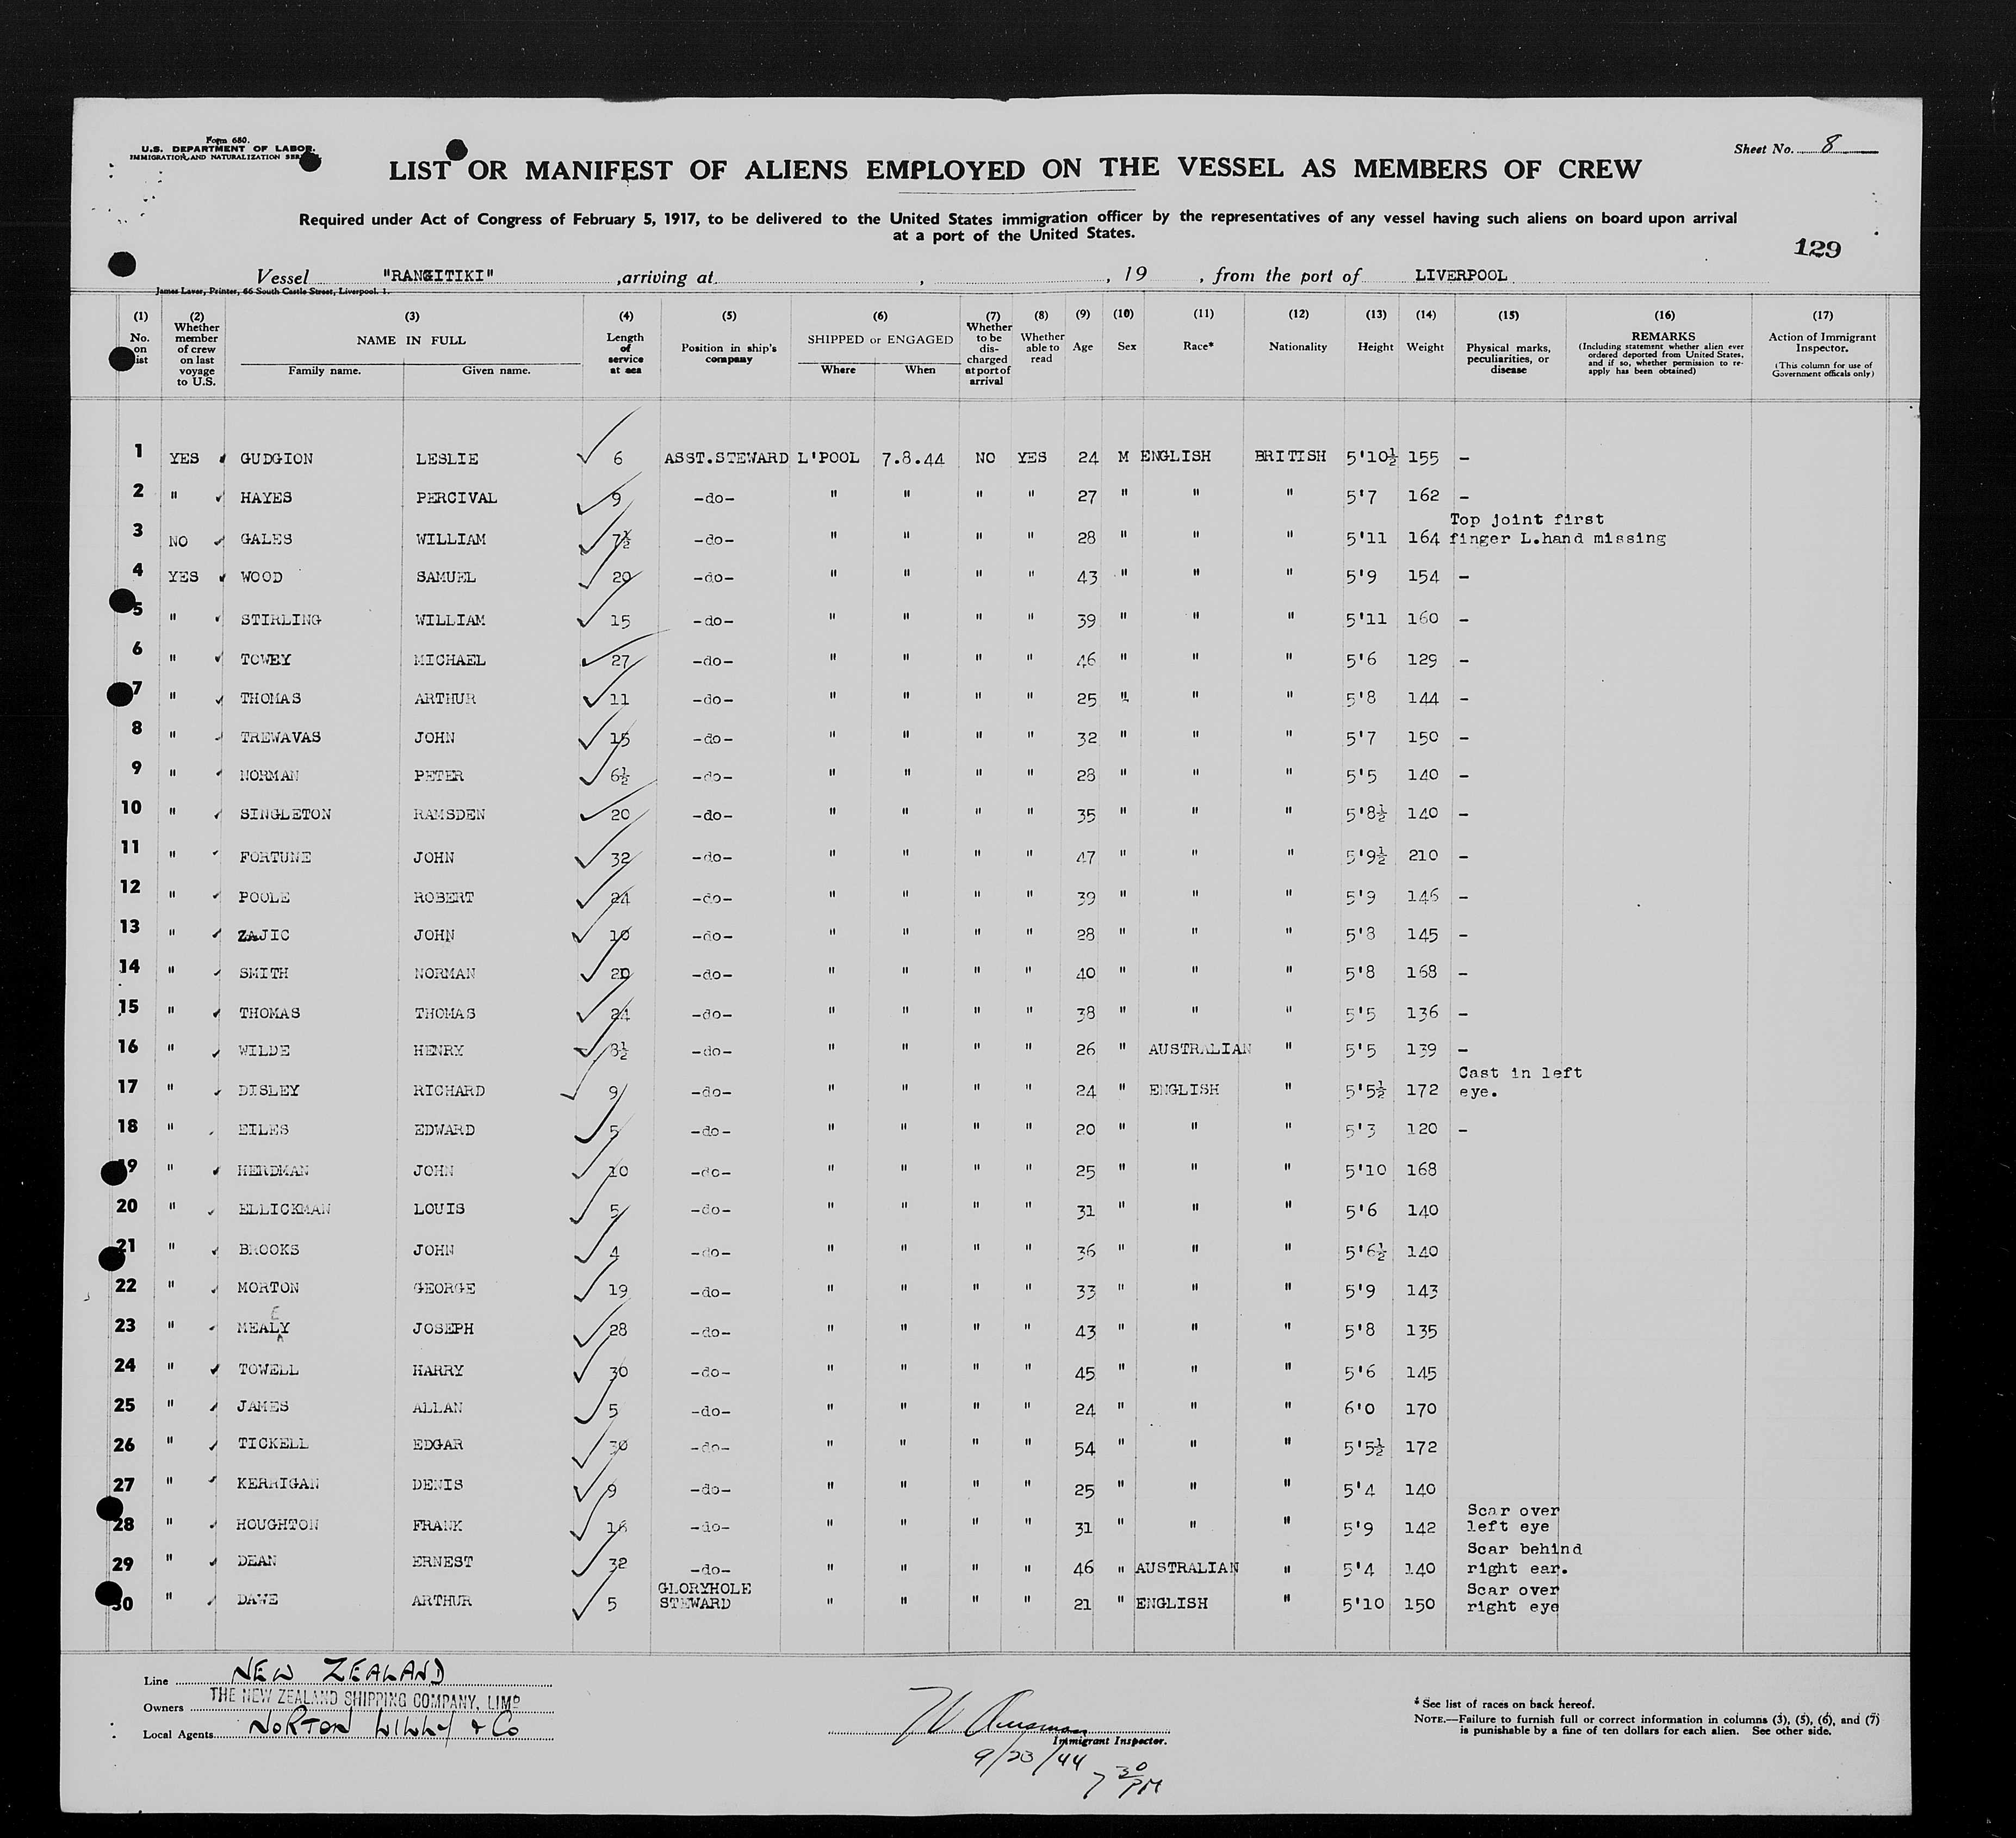 Form 680.
U.S. DEPARTMENT OF LABOR.
IMMIGRATION AND NATURALIZATION
Sheet No. 8
LIST OR MANIFEST OF ALIENS EMPLOYED ON THE VESSEL AS MEMBERS OF CREW
Required under Act of Congress of February 5, 1917, to be delivered to the United States immigration officer by the representatives of any vessel having such aliens on board upon arrival
at a port of the United States.
129
Vessel "RANGITIKI" , arriving at , , 19 , from the port of LIVERPOOL
James Laver, Printer, 66 South Castle Street, Liverpool. 1.
(1) No. on list
(2) Whether member of crew on last voyage to U.S.
(3) NAME IN FULL Family name. Given name.
(4) Length of service at sea
(5) Position in ship's company
(6) SHIPPED or ENGAGED Where When
(7) Whether to be discharged at port of arrival
(8) Whether able to read
(9) Age
(10) Sex
(11) Race*
(12) Nationality
(13) Height
(14) Weight
(15) Physical marks, peculiarities, or disease
(16) REMARKS (Including statement whether alien ever ordered deported from United States, and if so, whether permission to re-apply has been obtained)
(17) Action of Immigrant Inspector. (This column for use of Government officals only)
1 YES GUDGION LESLIE 6 ASST.STEWARD L'POOL 7.8.44 NO YES 24 M ENGLISH BRITISH 5'10½ 155 -
2 " HAYES PERCIVAL 9 -do- " " " " 27 " " " 5'7 162 -
3 NO GALES WILLIAM 7½ -do- " " " " 28 " " " 5'11 164 Top joint first finger L.hand missing
4 YES WOOD SAMUEL 20 -do- " " " " 43 " " " 5'9 154 -
5 " STIRLING WILLIAM 15 -do- " " " " 39 " " " 5'11 160 -
6 " TOWEY MICHAEL 27 -do- " " " " 46 " " " 5'6 129 -
7 " THOMAS ARTHUR 11 -do- " " " " 25 " " " 5'8 144 -
8 " TREWAVAS JOHN 15 -do- " " " " 32 " " " 5'7 150 -
9 " NORMAN PETER 6½ -do- " " " " 28 " " " 5'5 140 -
10 " SINGLETON RAMSDEN 20 -do- " " " " 35 " " " 5'8½ 140 -
11 " FORTUNE JOHN 32 -do- " " " " 47 " " " 5'9½ 210 -
12 " POOLE ROBERT 24 -do- " " " " 39 " " " 5'9 146 -
13 " ZAJIC JOHN 10 -do- " " " " 28 " " " 5'8 145 -
14 " SMITH NORMAN 20 -do- " " " " 40 " " " 5'8 168 -
15 " THOMAS THOMAS 24 -do- " " " " 38 " " " 5'5 136 -
16 " WILDE HENRY 8½ -do- " " " " 26 " AUSTRALIAN " 5'5 139 -
17 " DISLEY RICHARD 9 -do- " " " " 24 " ENGLISH " 5'5½ 172 Cast in left eye.
18 " EILES EDWARD 5 -do- " " " " 20 " " " 5'3 120 -
19 " HERDMAN JOHN 10 -do- " " " " 25 " " " 5'10 168
20 " ELLICKMAN LOUIS 5 -do- " " " " 31 " " " 5'6 140
21 " BROOKS JOHN 4 -do- " " " " 36 " " " 5'6½ 140
22 " MORTON GEORGE 19 -do- " " " " 33 " " " 5'9 143
23 " MEALEY JOSEPH 28 -do- " " " " 43 " " " 5'8 135
24 " TOWELL HARRY 30 -do- " " " " 45 " " " 5'6 145
25 " JAMES ALLAN 5 -do- " " " " 24 " " " 6'0 170
26 " TICKELL EDGAR 30 -do- " " " " 54 " " " 5'5½ 172
27 " KERRIGAN DENIS 9 -do- " " " " 25 " " " 5'4 140
28 " HOUGHTON FRANK 16 -do- " " " " 31 " " " 5'9 142 Scar over left eye
29 " DEAN ERNEST 32 -do- " " " " 46 " AUSTRALIAN " 5'4 140 Scar behind right ear.
30 " DAWE ARTHUR 5 GLORYHOLE STEWARD " " " " 21 " ENGLISH " 5'10 150 Scar over right eye
Line NEW ZEALAND
Owners THE NEW ZEALAND SHIPPING COMPANY, LIMD
Local Agents NORTON LILLY & Co
Immigrant Inspector.
9/23/44
7 30 PM
* See list of races on back hereof.
NOTE.—Failure to furnish full or correct information in columns (3), (5), (6), and (7)
is punishable by a fine of ten dollars for each alien. See other side.